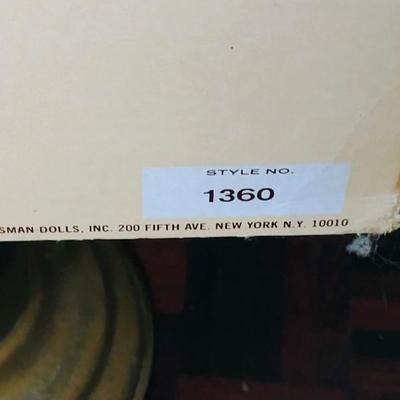 STYLE NO.
1360
SMAN-DOLLS, INC. 200 FIFTH AVE. NEW YORK N.Y. 10010